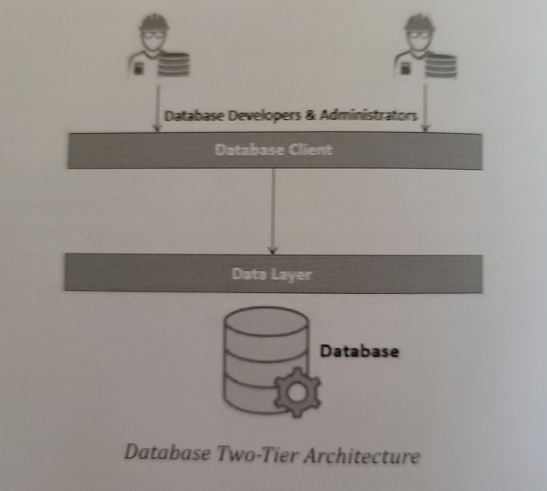 Database Developers & Administrators
Database Client
Data Layer
Database
Database Two-Tier Architecture